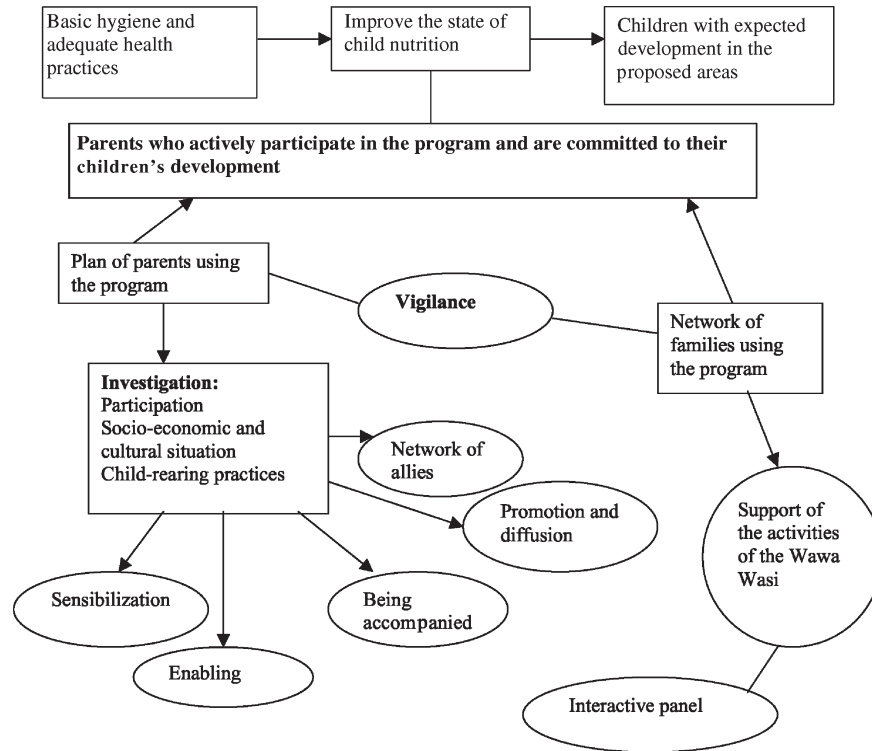 Basic hygiene and
adequate health
practices
Improve the state of
child nutrition
Children with expected
development in the
proposed areas
Parents who actively participate in the program and are committed to their
children's development
Plan of parents using
the program
Vigilance
Network of
families using
the program
Investigation:
Participation
Socio-economic and
cultural situation
Child-rearing practices
Network of
allies
Promotion and
diffusion
Support of
the activities
of the Wawa
Wasi
Sensibilization
Being
accompanied
Enabling
Interactive panel